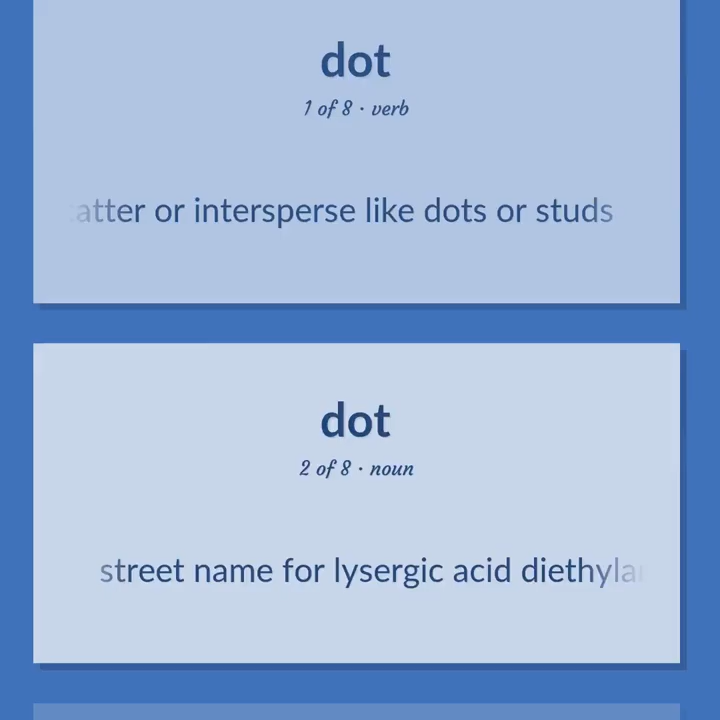 dot
1 of 8 · verb
or intersperse like dots or studs
dot
2 of 8 · noun
street name for lysergic acid